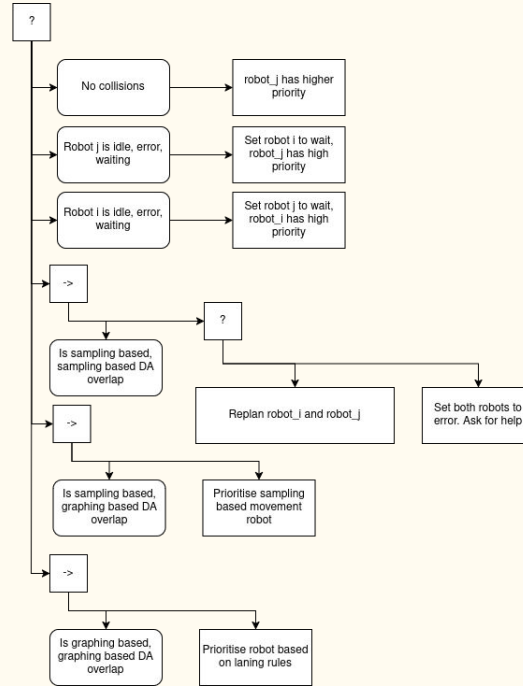 ?
No collisions
robot_j has higher
priority
Robot j is idle, error,
waiting
Set robot i to wait,
robot_j has high
priority
Robot i is idle, error,
waiting
Set robot j to wait,
robot_i has high
priority
->
?
Is sampling based,
sampling based DA
overlap
Replan robot_i and robot_j
Set both robots to
error. Ask for help
->
Is sampling based,
graphing based DA
overlap
Prioritise sampling
based movement
robot
->
Is graphing based,
graphing based DA
overlap
Prioritise robot based
on laning rules